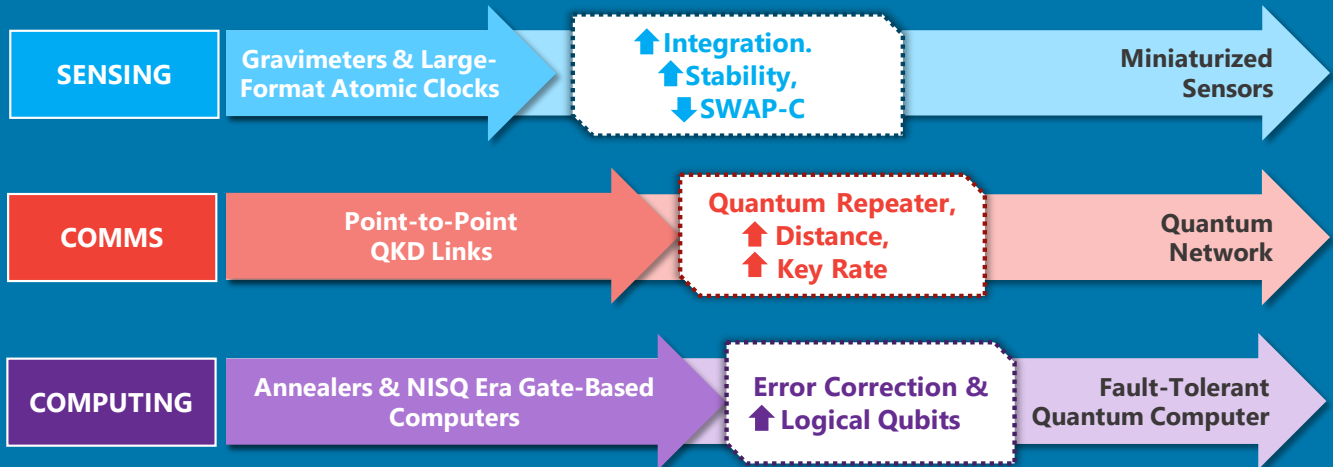 SENSING
Gravimeters & Large-
Format Atomic Clocks
Integration.
Stability,
SWAP-C
Miniaturized
Sensors
COMMS
Point-to-Point
QKD Links
Quantum Repeater,
Distance,
Key Rate
Quantum
Network
COMPUTING
Annealers & NISQ Era Gate-Based
Computers
Error Correction &
Logical Qubits
Fault-Tolerant
Quantum Computer